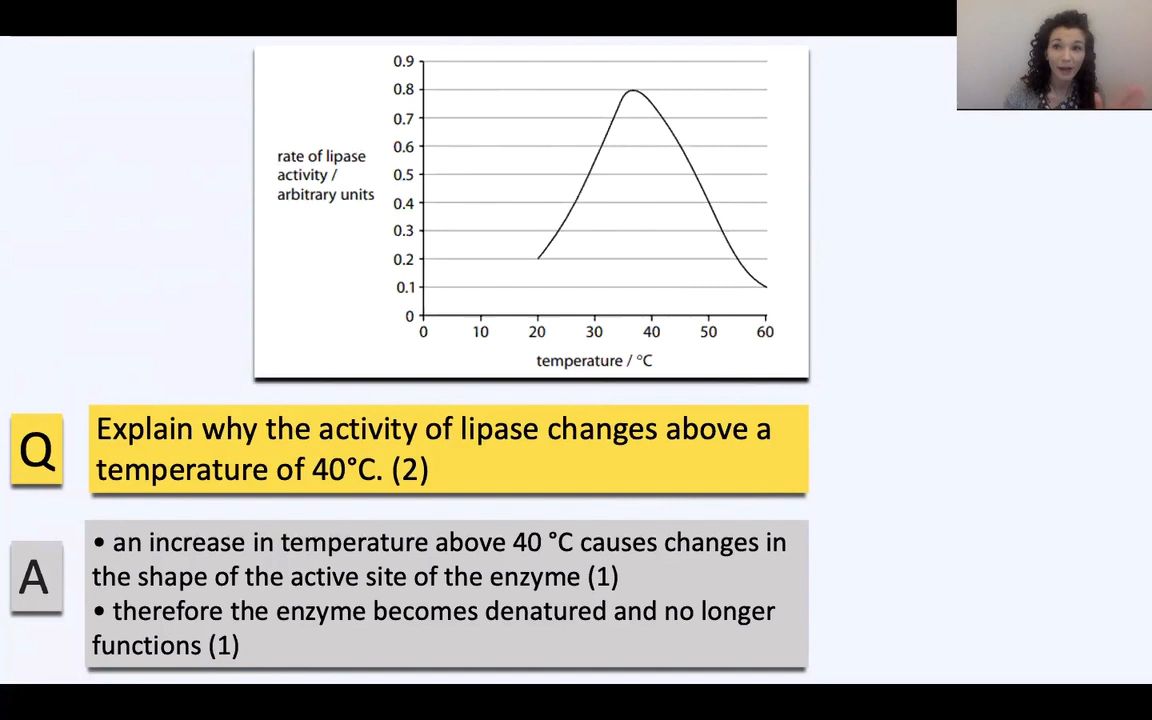 0.9
0.8
0.7
0.6
0.5
0.4
0.3
0.2
0.1
0
rate of lipase
activity /
arbitrary units
0 10 20 30 40 50 60
temperature / °C
Q
Explain why the activity of lipase changes above a
temperature of 40°C. (2)
A
• an increase in temperature above 40 °C causes changes in
the shape of the active site of the enzyme (1)
• therefore the enzyme becomes denatured and no longer
functions (1)